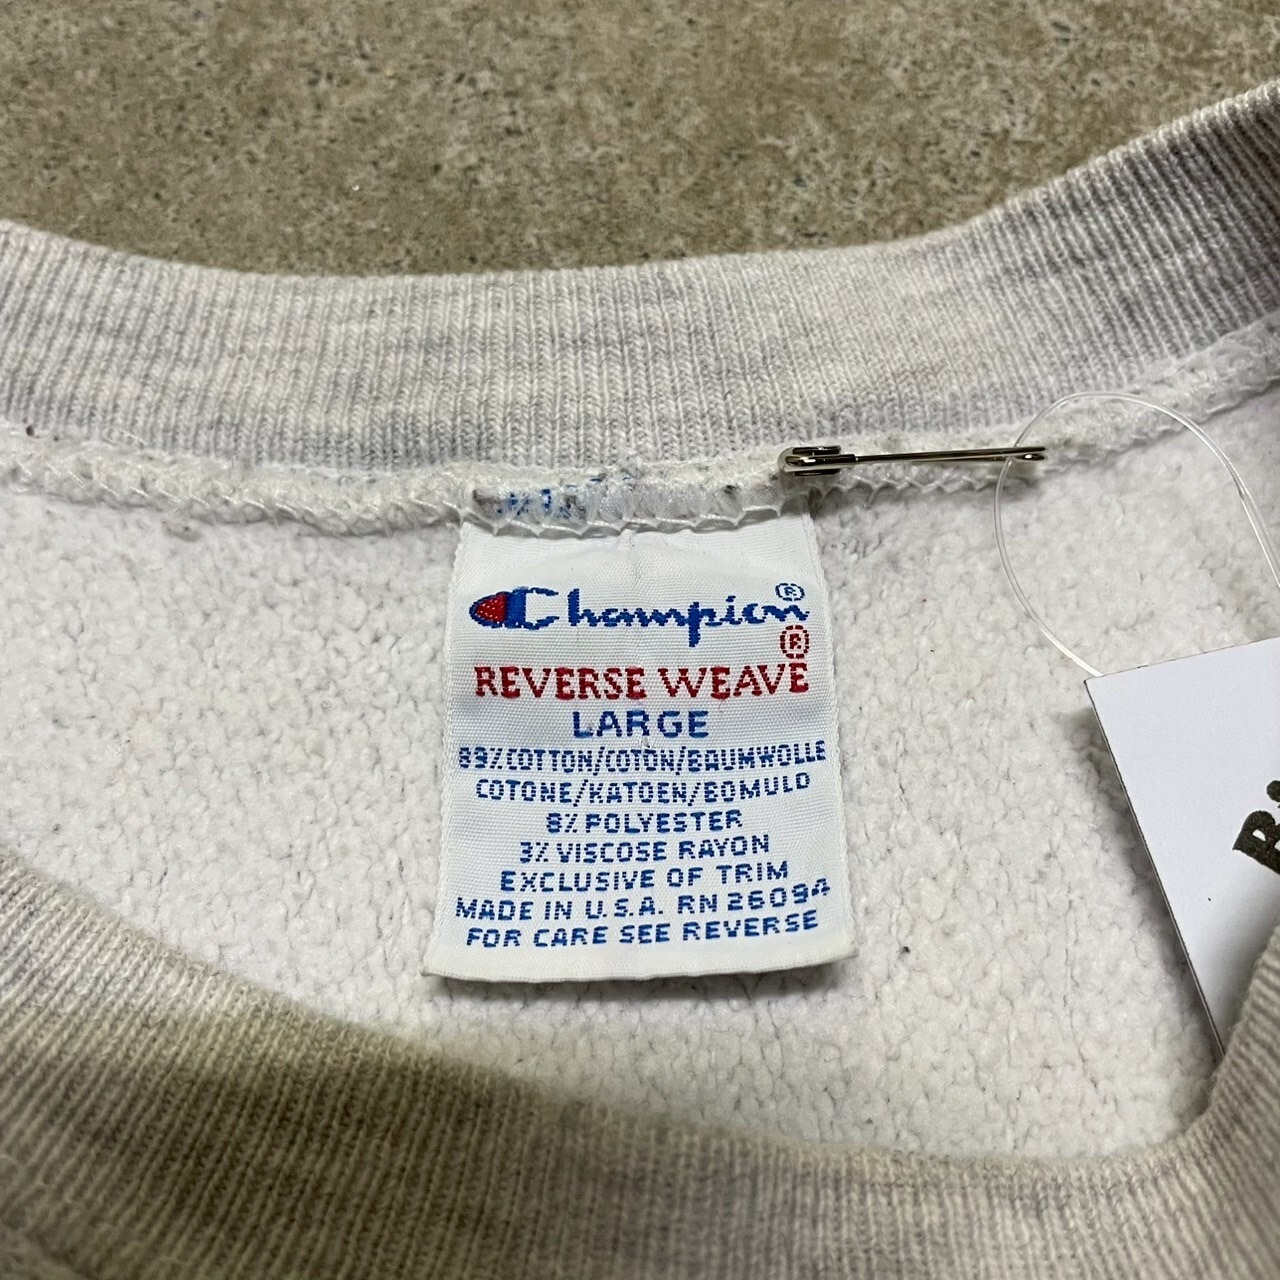 Champion®
®
REVERSE WEAVE
LARGE
89%COTTON/COTON/BAUMWOLLE
COTONE/KATOEN/BOMULD
8% POLYESTER
3% VISCOSE RAYON
EXCLUSIVE OF TRIM
MADE IN U.S.A. RN 26094
FOR CARE SEE REVERSE